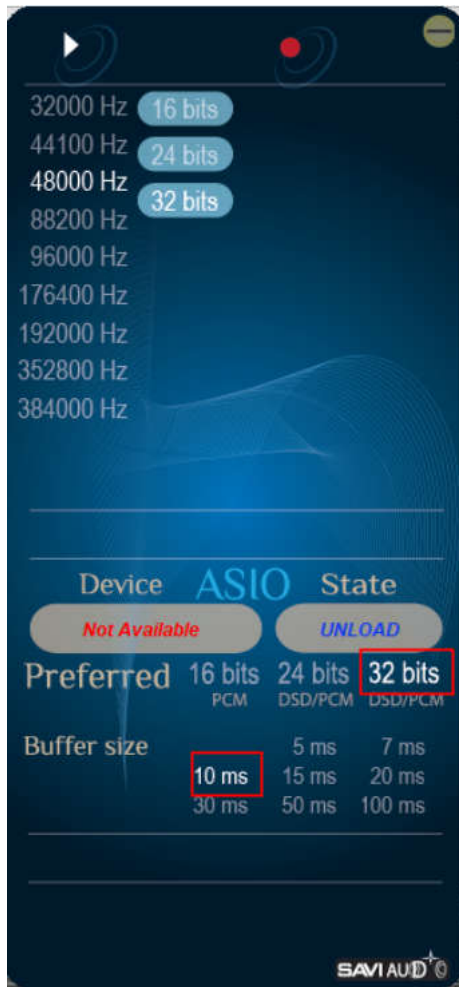 32000 Hz 16 bits
44100 Hz 24 bits
48000 Hz 32 bits
88200 Hz
96000 Hz
176400 Hz
192000 Hz
352800 Hz
384000 Hz
Device ASIO State
Not Available UNLOAD
Preferred 16 bits 24 bits 32 bits
PCM DSD/PCM DSD/PCM
Buffer size 5 ms 7 ms
10 ms 15 ms 20 ms
30 ms 50 ms 100 ms
SAVI AUDIO